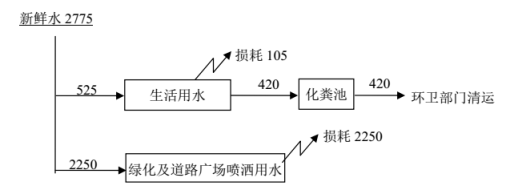 新鲜水 2775
损耗 105
525
生活用水
420
化粪池
420
环卫部门清运
损耗 2250
2250
绿化及道路广场喷洒用水